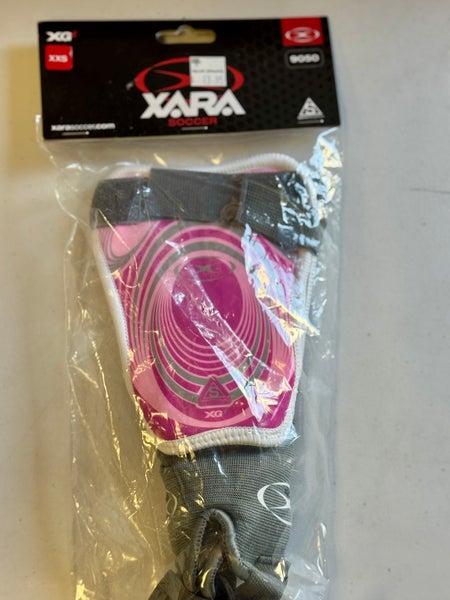 XG
XXS
9050
XARA
SOCCER
xarasoccer.com
XG